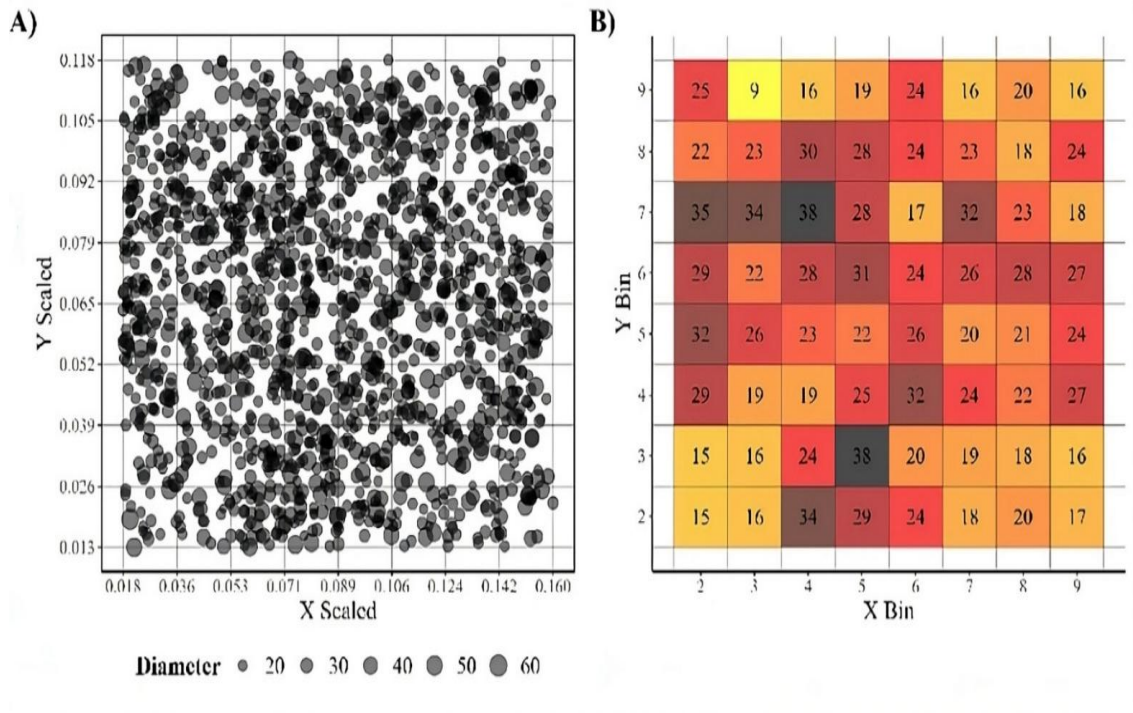 A)
B)
0.118
0.105
0.092
0.079
0.065
0.052
0.039
0.026
0.013
Y Scaled
0.018 0.036 0.053 0.071 0.089 0.106 0.124 0.142 0.160
X Scaled
Diameter 20 30 40 50 60
9 25 9 16 19 24 16 20 16
8 22 23 30 28 24 23 18 24
7 35 34 38 28 17 32 23 18
6 29 22 28 31 24 26 28 27
5 32 26 23 22 26 20 21 24
4 29 19 19 25 32 24 22 27
3 15 16 24 38 20 19 18 16
2 15 16 34 29 24 18 20 17
Y Bin
2 3 4 5 6 7 8 9
X Bin